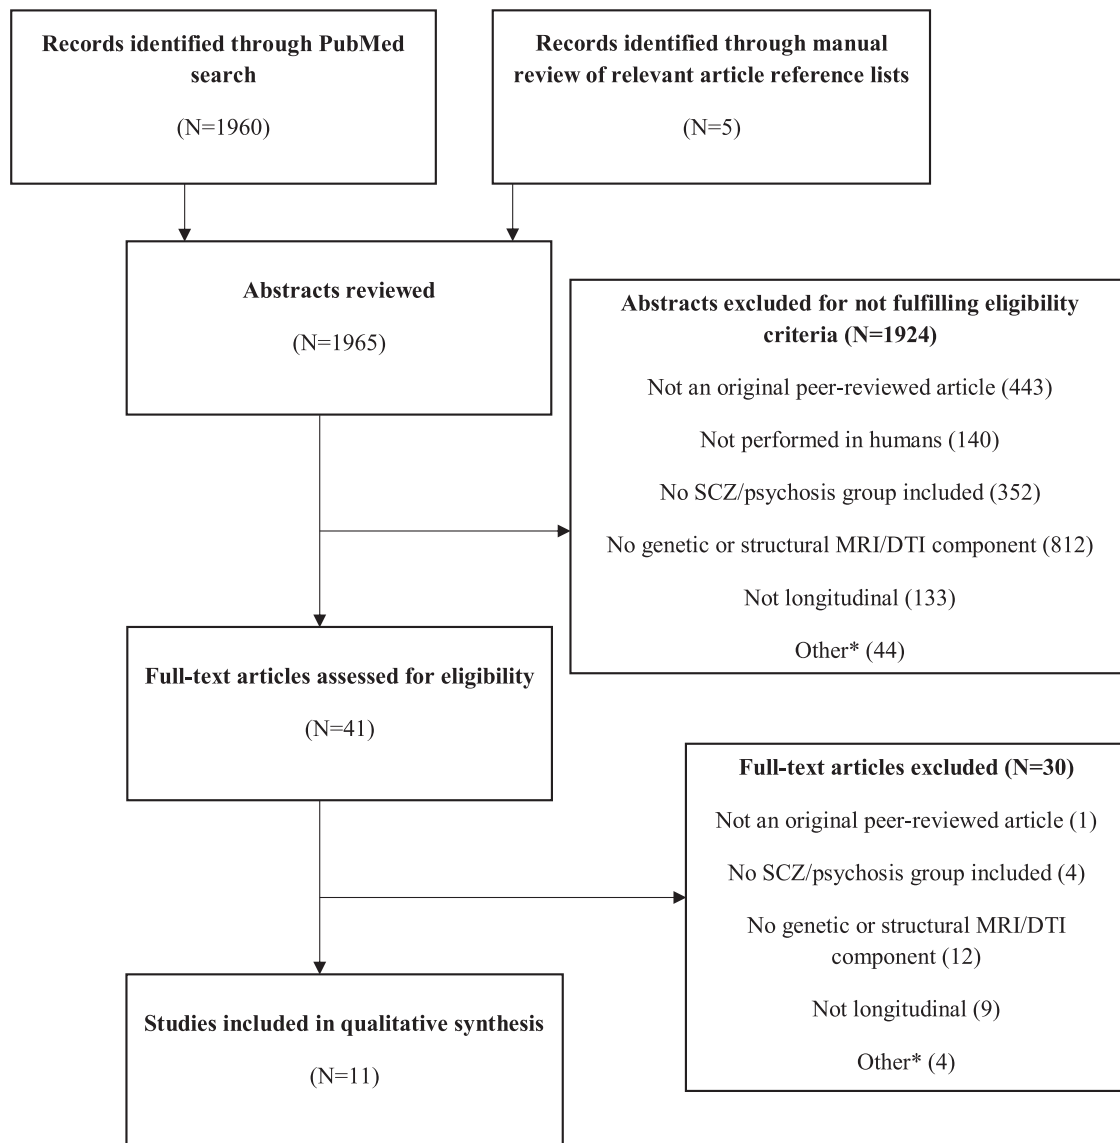 Records identified through PubMed
search
(N=1960)
Records identified through manual
review of relevant article reference lists
(N=5)
Abstracts reviewed
(N=1965)
Abstracts excluded for not fulfilling eligibility
criteria (N=1924)
Not an original peer-reviewed article (443)
Not performed in humans (140)
No SCZ/psychosis group included (352)
No genetic or structural MRI/DTI component (812)
Not longitudinal (133)
Other* (44)
Full-text articles assessed for eligibility
(N=41)
Full-text articles excluded (N=30)
Not an original peer-reviewed article (1)
No SCZ/psychosis group included (4)
No genetic or structural MRI/DTI
component (12)
Not longitudinal (9)
Other* (4)
Studies included in qualitative synthesis
(N=11)